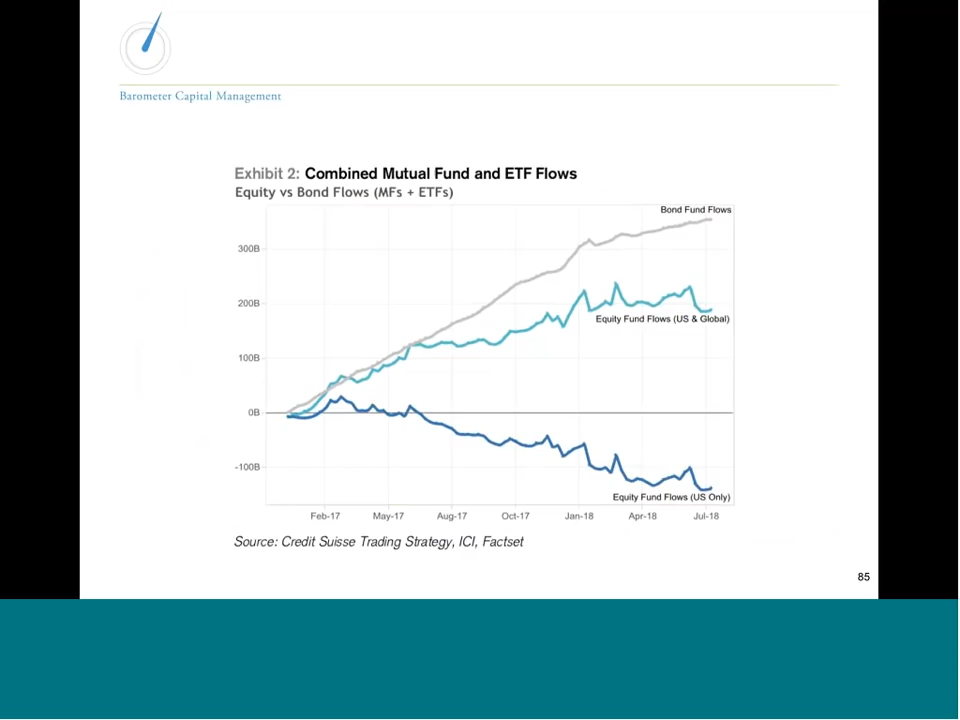 Barometer Capital Management
Exhibit 2: Combined Mutual Fund and ETF Flows
Equity vs Bond Flows (MFs + ETFs)
Bond Fund Flows
300B
200B
Equity Fund Flows (US & Global)
100B
0B
-100B
Equity Fund Flows (US Only)
Feb-17 May-17 Aug-17 Oct-17 Jan-18 Apr-18 Jul-18
Source: Credit Suisse Trading Strategy, ICI, Factset
85